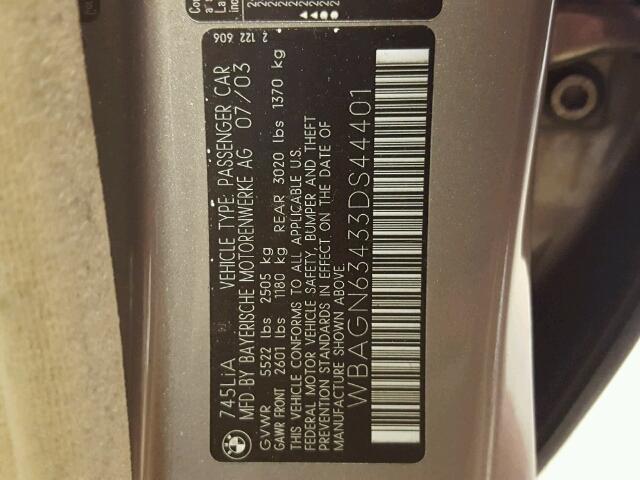 745LiA VEHICLE TYPE: PASSENGER CAR
MFD BY BAYERISCHE MOTORENWERKE AG 07/03
GVWR 5522 lbs 2505 kg
GAWR FRONT 2601 lbs 1180 kg REAR 3020 lbs 1370 kg
THIS VEHICLE CONFORMS TO ALL APPLICABLE U.S.
FEDERAL MOTOR VEHICLE SAFETY, BUMPER AND THEFT
PREVENTION STANDARDS IN EFFECT ON THE DATE OF
MANUFACTURE SHOWN ABOVE.
WBAGN63433DS44401
2 122 606